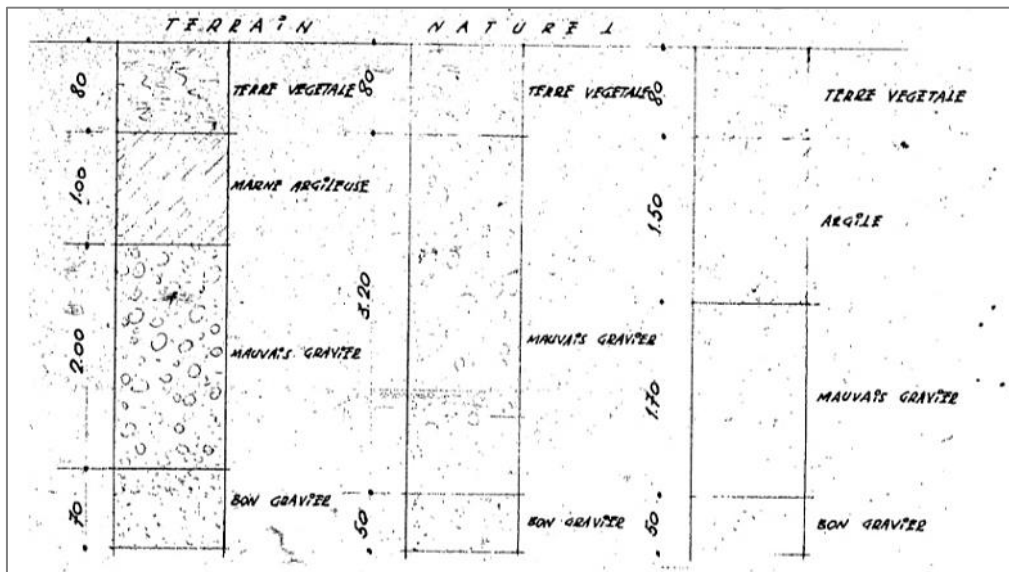 TERRAIN NATUREL
80
TERRE VEGETALE
80
TERRE VEGETALE
80
TERRE VEGETALE
1.00
MARNE ARGILEUSE
1.50
ARGILE
3.20
2.00
MAUVAIS GRAVIER
MAUVAIS GRAVIER
1.70
MAUVAIS GRAVIER
70
BON GRAVIER
50
BON GRAVIER
50
BON GRAVIER